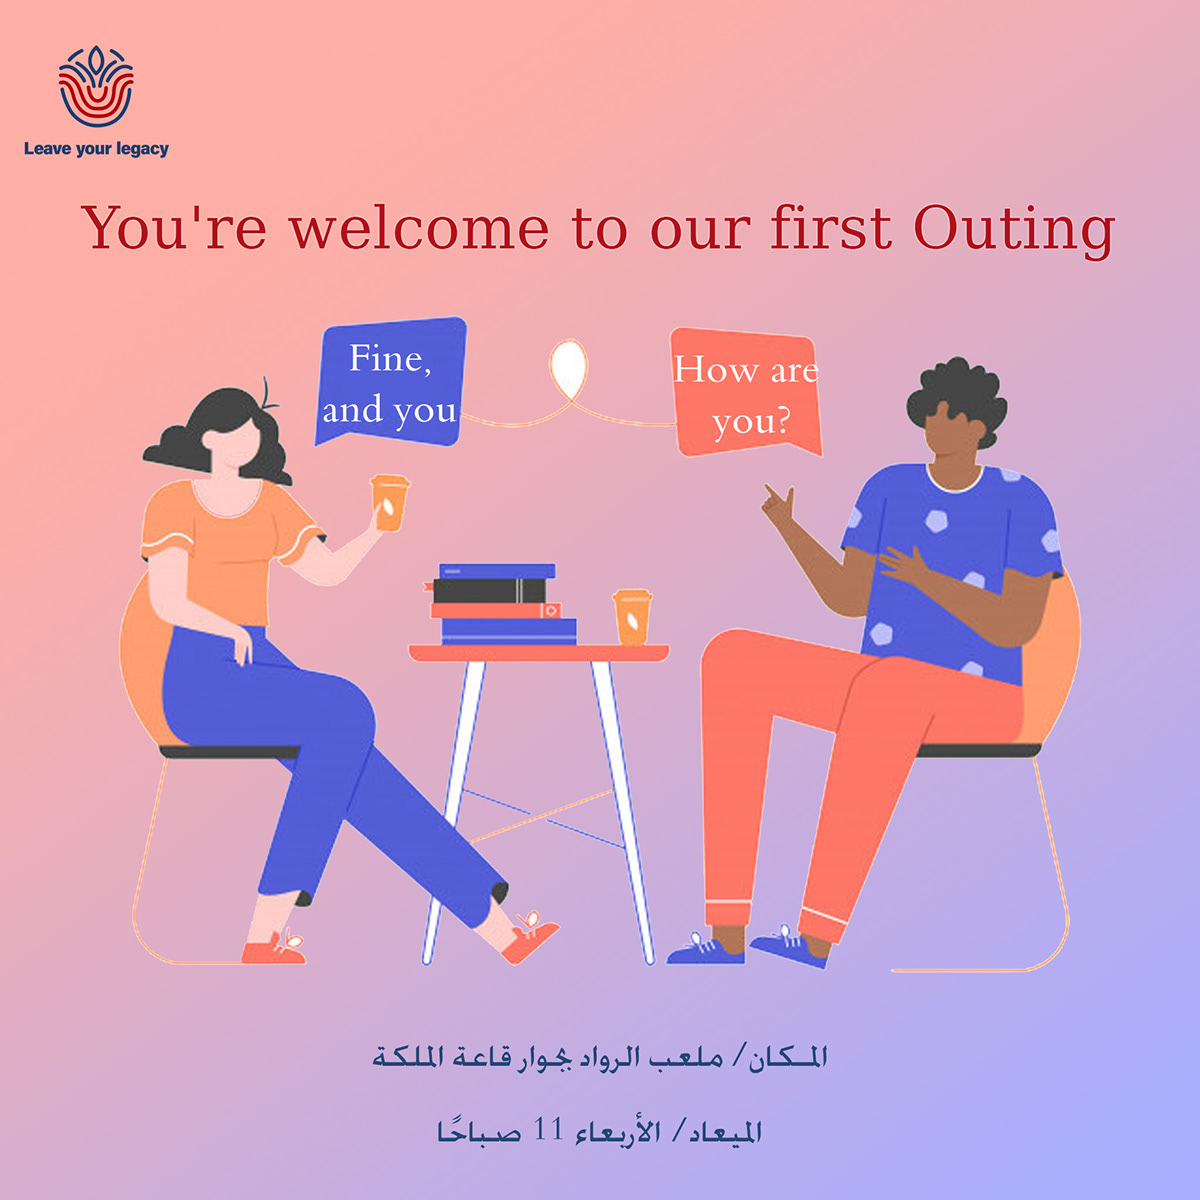 Leave your legacy
You're welcome to our first Outing
Fine,
and you
How are
you?
المكان/ ملعب الرواد بجوار قاعة الملكة
الميعاد/ الأربعاء 11 صباحًا